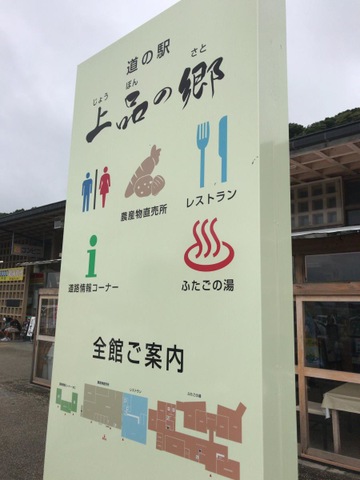 道の駅
じょう ぼん さと
上品の郷
農産物直売所
レストラン
道路情報コーナー
ふたごの湯
全館ご案内